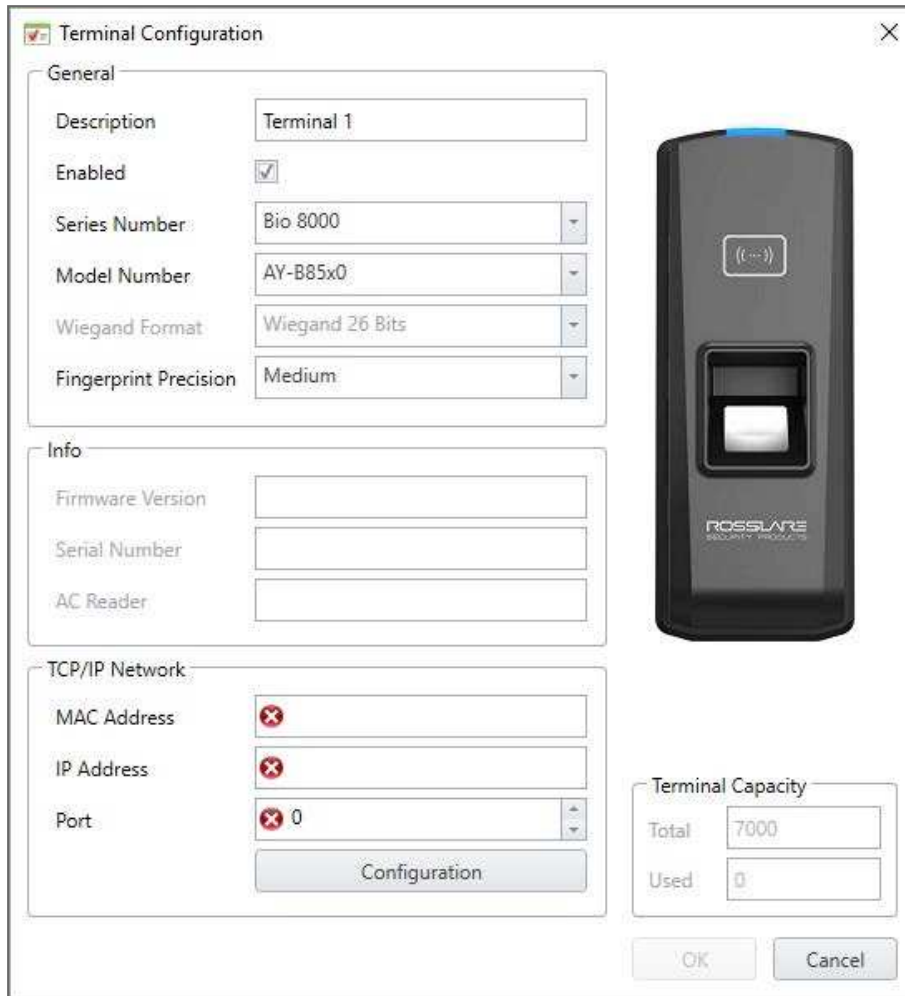 Terminal Configuration
General
Description Terminal 1
Enabled
Series Number Bio 8000
Model Number AY-B85x0
Wiegand Format Wiegand 26 Bits
Fingerprint Precision Medium
Info
Firmware Version
Serial Number
AC Reader
ROSSLARE
SECURITY PRODUCTS
TCP/IP Network
MAC Address
IP Address
Port 0
Configuration
Terminal Capacity
Total 7000
Used 0
OK Cancel